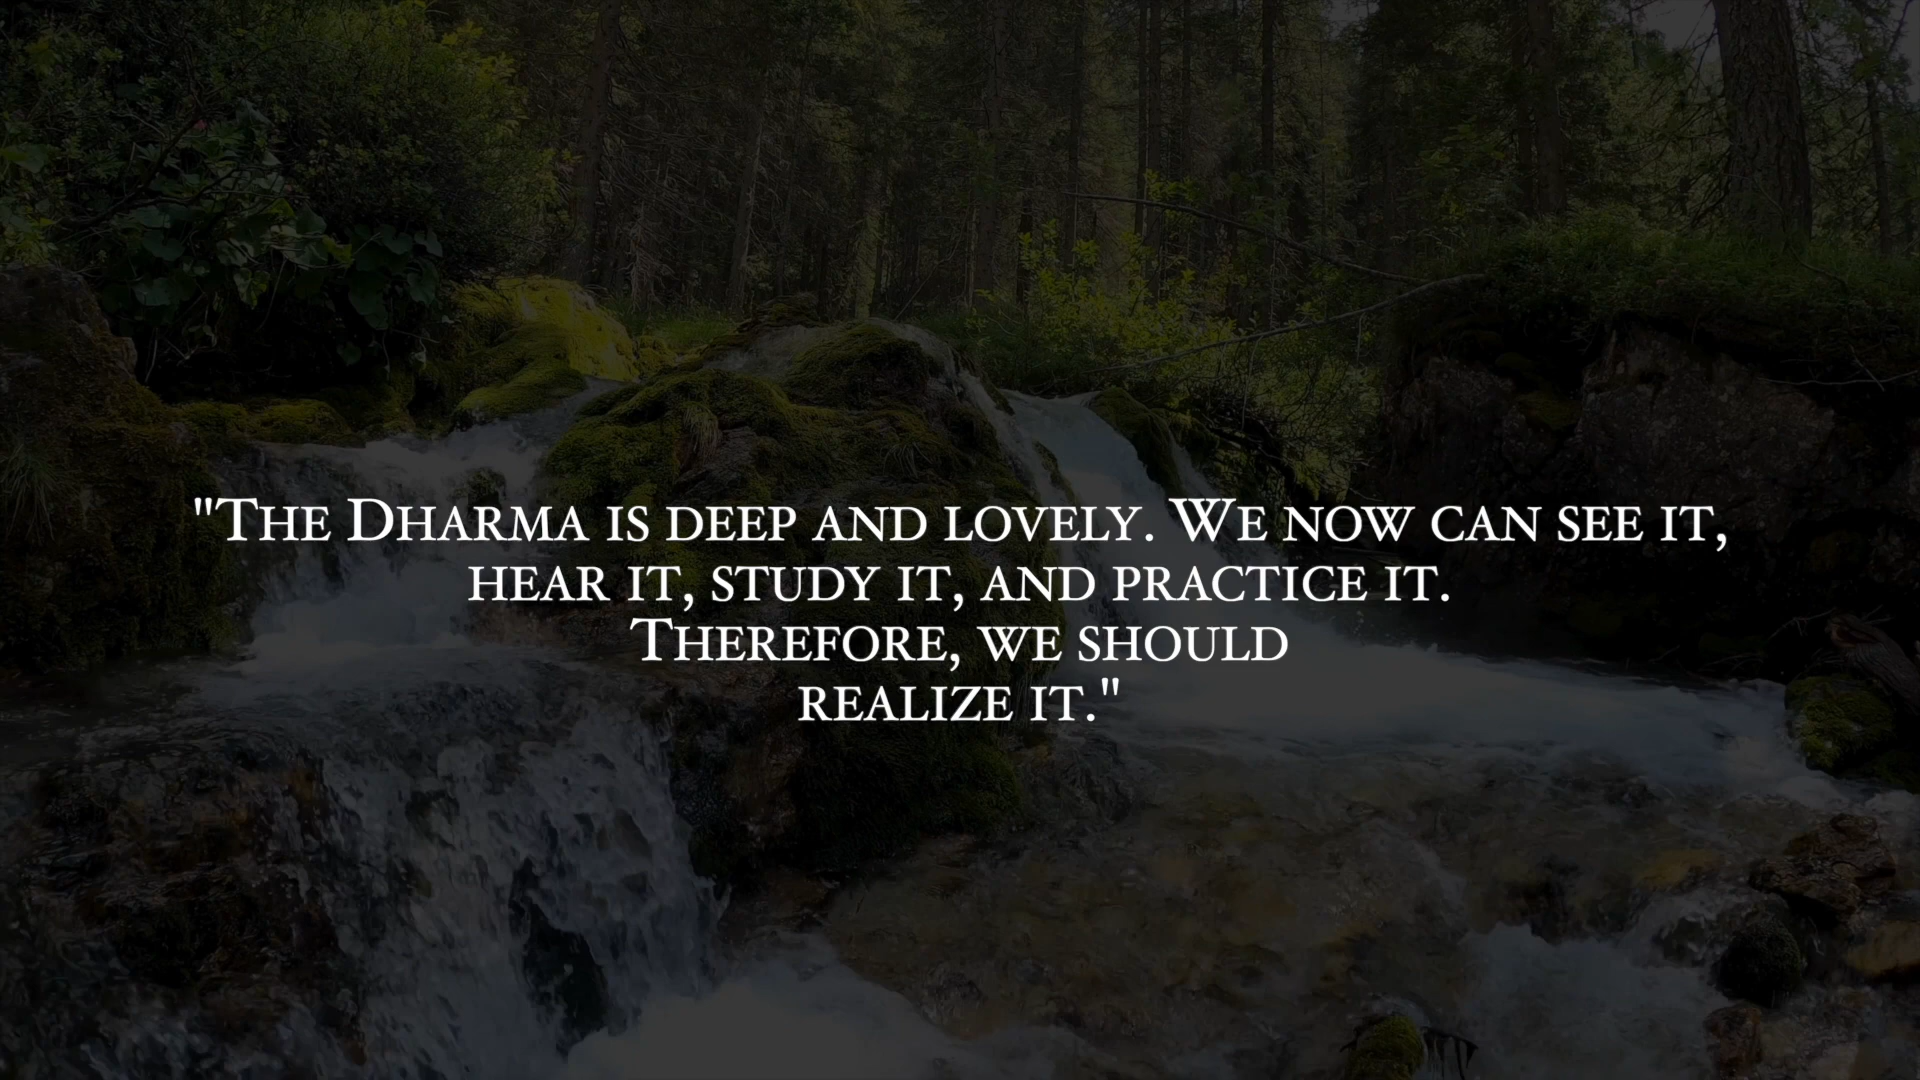 "The Dharma is deep and lovely. We now can see it,
hear it, study it, and practice it.
Therefore, we should
realize it."